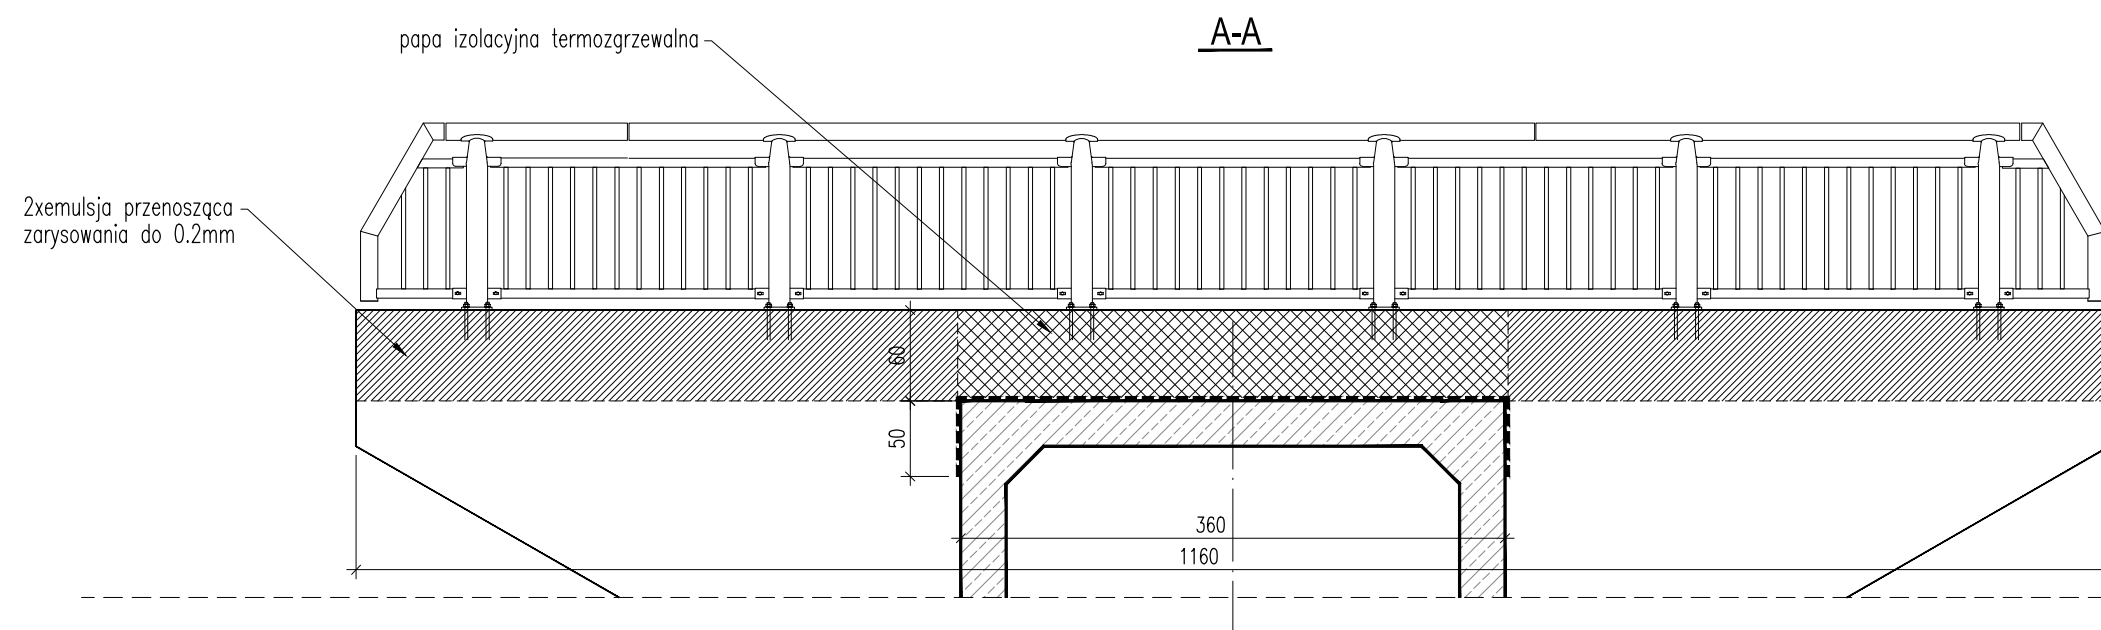 A-A
papa izolacyjna termozgrzewalna
2xemulsja przenosząca
zarysowania do 0.2mm
60
50
360
1160